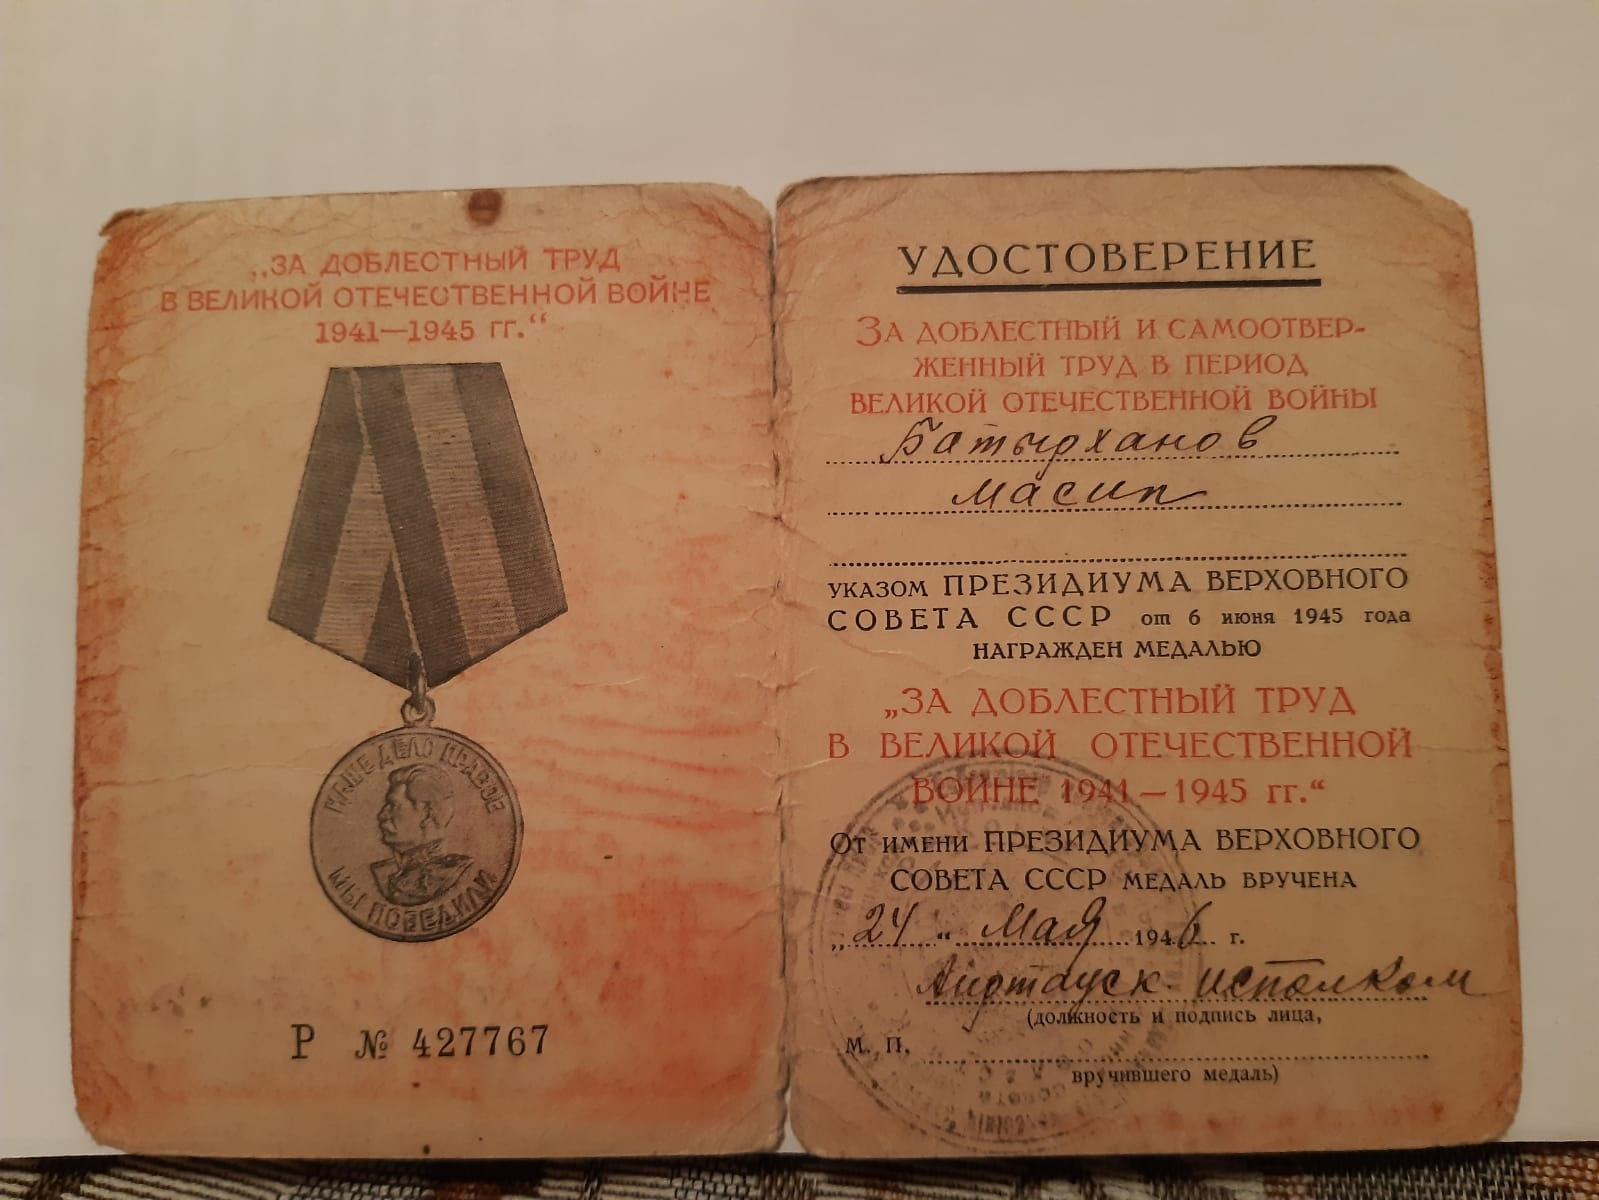 „ЗА ДОБЛЕСТНЫЙ ТРУД
В ВЕЛИКОЙ ОТЕЧЕСТВЕННОЙ ВОЙНЕ
1941—1945 гг.“
НАШЕ ДЕЛО ПРАВОЕ
МЫ ПОБЕДИЛИ
Р № 427767
УДОСТОВЕРЕНИЕ
ЗА ДОБЛЕСТНЫЙ И САМООТВЕР-
ЖЕННЫЙ ТРУД В ПЕРИОД
ВЕЛИКОЙ ОТЕЧЕСТВЕННОЙ ВОЙНЫ
Батырханов
Масип
УКАЗОМ ПРЕЗИДИУМА ВЕРХОВНОГО
СОВЕТА СССР от 6 июня 1945 года
НАГРАЖДЕН МЕДАЛЬЮ
„ЗА ДОБЛЕСТНЫЙ ТРУД
В ВЕЛИКОЙ ОТЕЧЕСТВЕННОЙ
ВОЙНЕ 1941—1945 гг.“
ОТ ИМЕНИ ПРЕЗИДИУМА ВЕРХОВНОГО
СОВЕТА СССР МЕДАЛЬ ВРУЧЕНА
„24“ Мая 1946 г.
Айртауск. исполком
(должность и подпись лица,
М. П.
вручившего медаль)